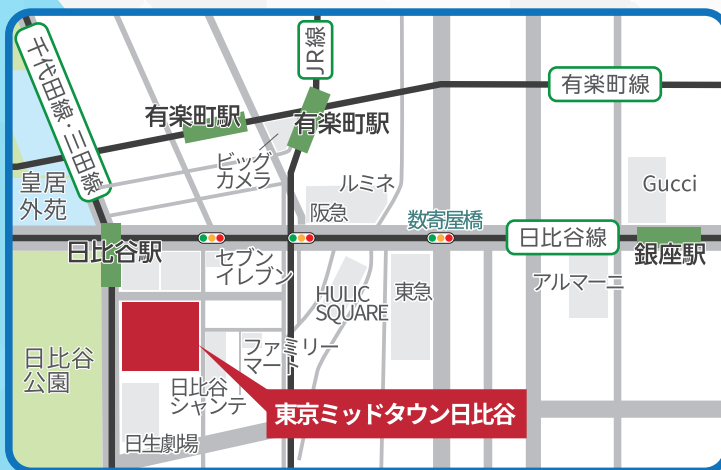 千代田線・三田線
JR線
有楽町駅
有楽町駅
有楽町線
ビッグ
カメラ
皇居
外苑
ルミネ
Gucci
阪急
数寄屋橋
日比谷駅
日比谷線
銀座駅
セブン
イレブン
アルマーニ
HULIC
SQUARE
東急
日比谷
公園
ファミリー
マート
日比谷
シャンテ
東京ミッドタウン日比谷
日生劇場